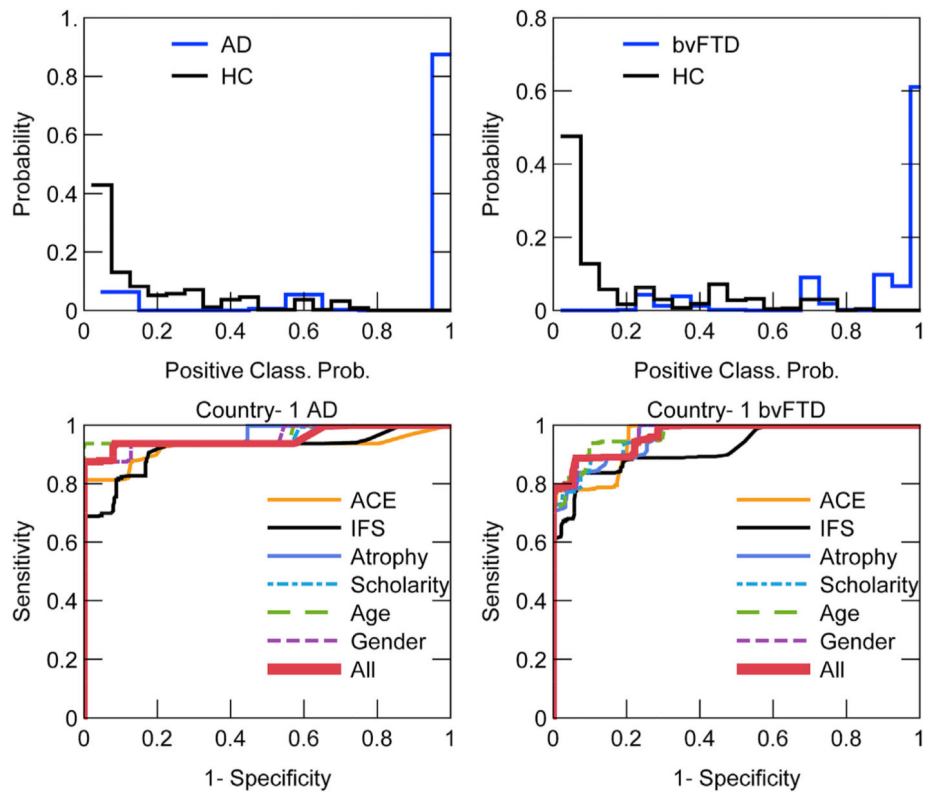 1.
0.8
0.6
0.4
0.2
0
Probability
AD
HC
0 0.2 0.4 0.6 0.8 1
Positive Class. Prob.
0.8
0.6
0.4
0.2
0
Probability
bvFTD
HC
0 0.2 0.4 0.6 0.8 1
Positive Class. Prob.
Country- 1 AD
1
0.8
0.6
0.4
0.2
0
Sensitivity
ACE
IFS
Atrophy
Scholarity
Age
Gender
All
0 0.2 0.4 0.6 0.8 1
1- Specificity
Country- 1 bvFTD
1
0.8
0.6
0.4
0.2
0
Sensitivity
ACE
IFS
Atrophy
Scholarity
Age
Gender
All
0 0.2 0.4 0.6 0.8 1
1- Specificity